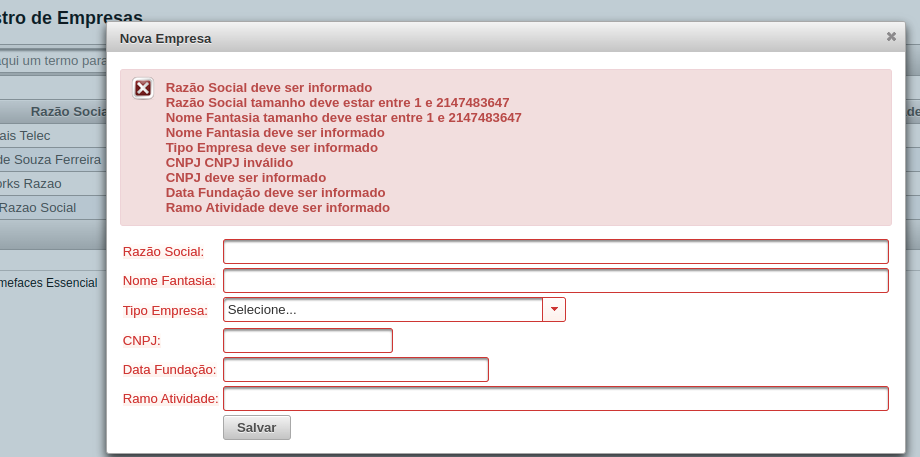 stro de Empresas
Nova Empresa
aqui um termo para
Razão Social deve ser informado
Razão Social tamanho deve estar entre 1 e 2147483647
Nome Fantasia tamanho deve estar entre 1 e 2147483647
Nome Fantasia deve ser informado
Tipo Empresa deve ser informado
CNPJ CNPJ inválido
CNPJ deve ser informado
Data Fundação deve ser informado
Ramo Atividade deve ser informado
Razão Socia
de
ais Telec
de Souza Ferreira
orks Razao
Razao Social
mefaces Essencial
Razão Social:
Nome Fantasia:
Tipo Empresa:
Selecione...
CNPJ:
Data Fundação:
Ramo Atividade:
Salvar